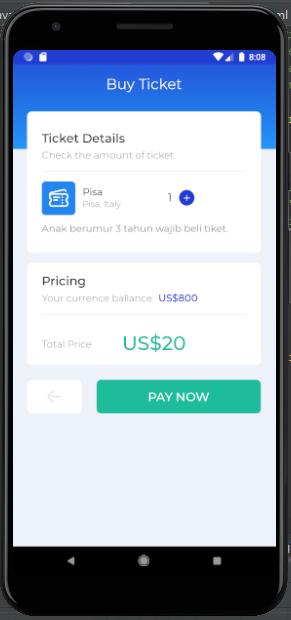 8:08
Buy Ticket
Ticket Details
Check the amount of ticket
Pisa
1
Pisa, Italy
Anak berumur 3 tahun wajib beli tiket.
Pricing
Your currence ballance US$800
Total Price US$20
PAY NOW